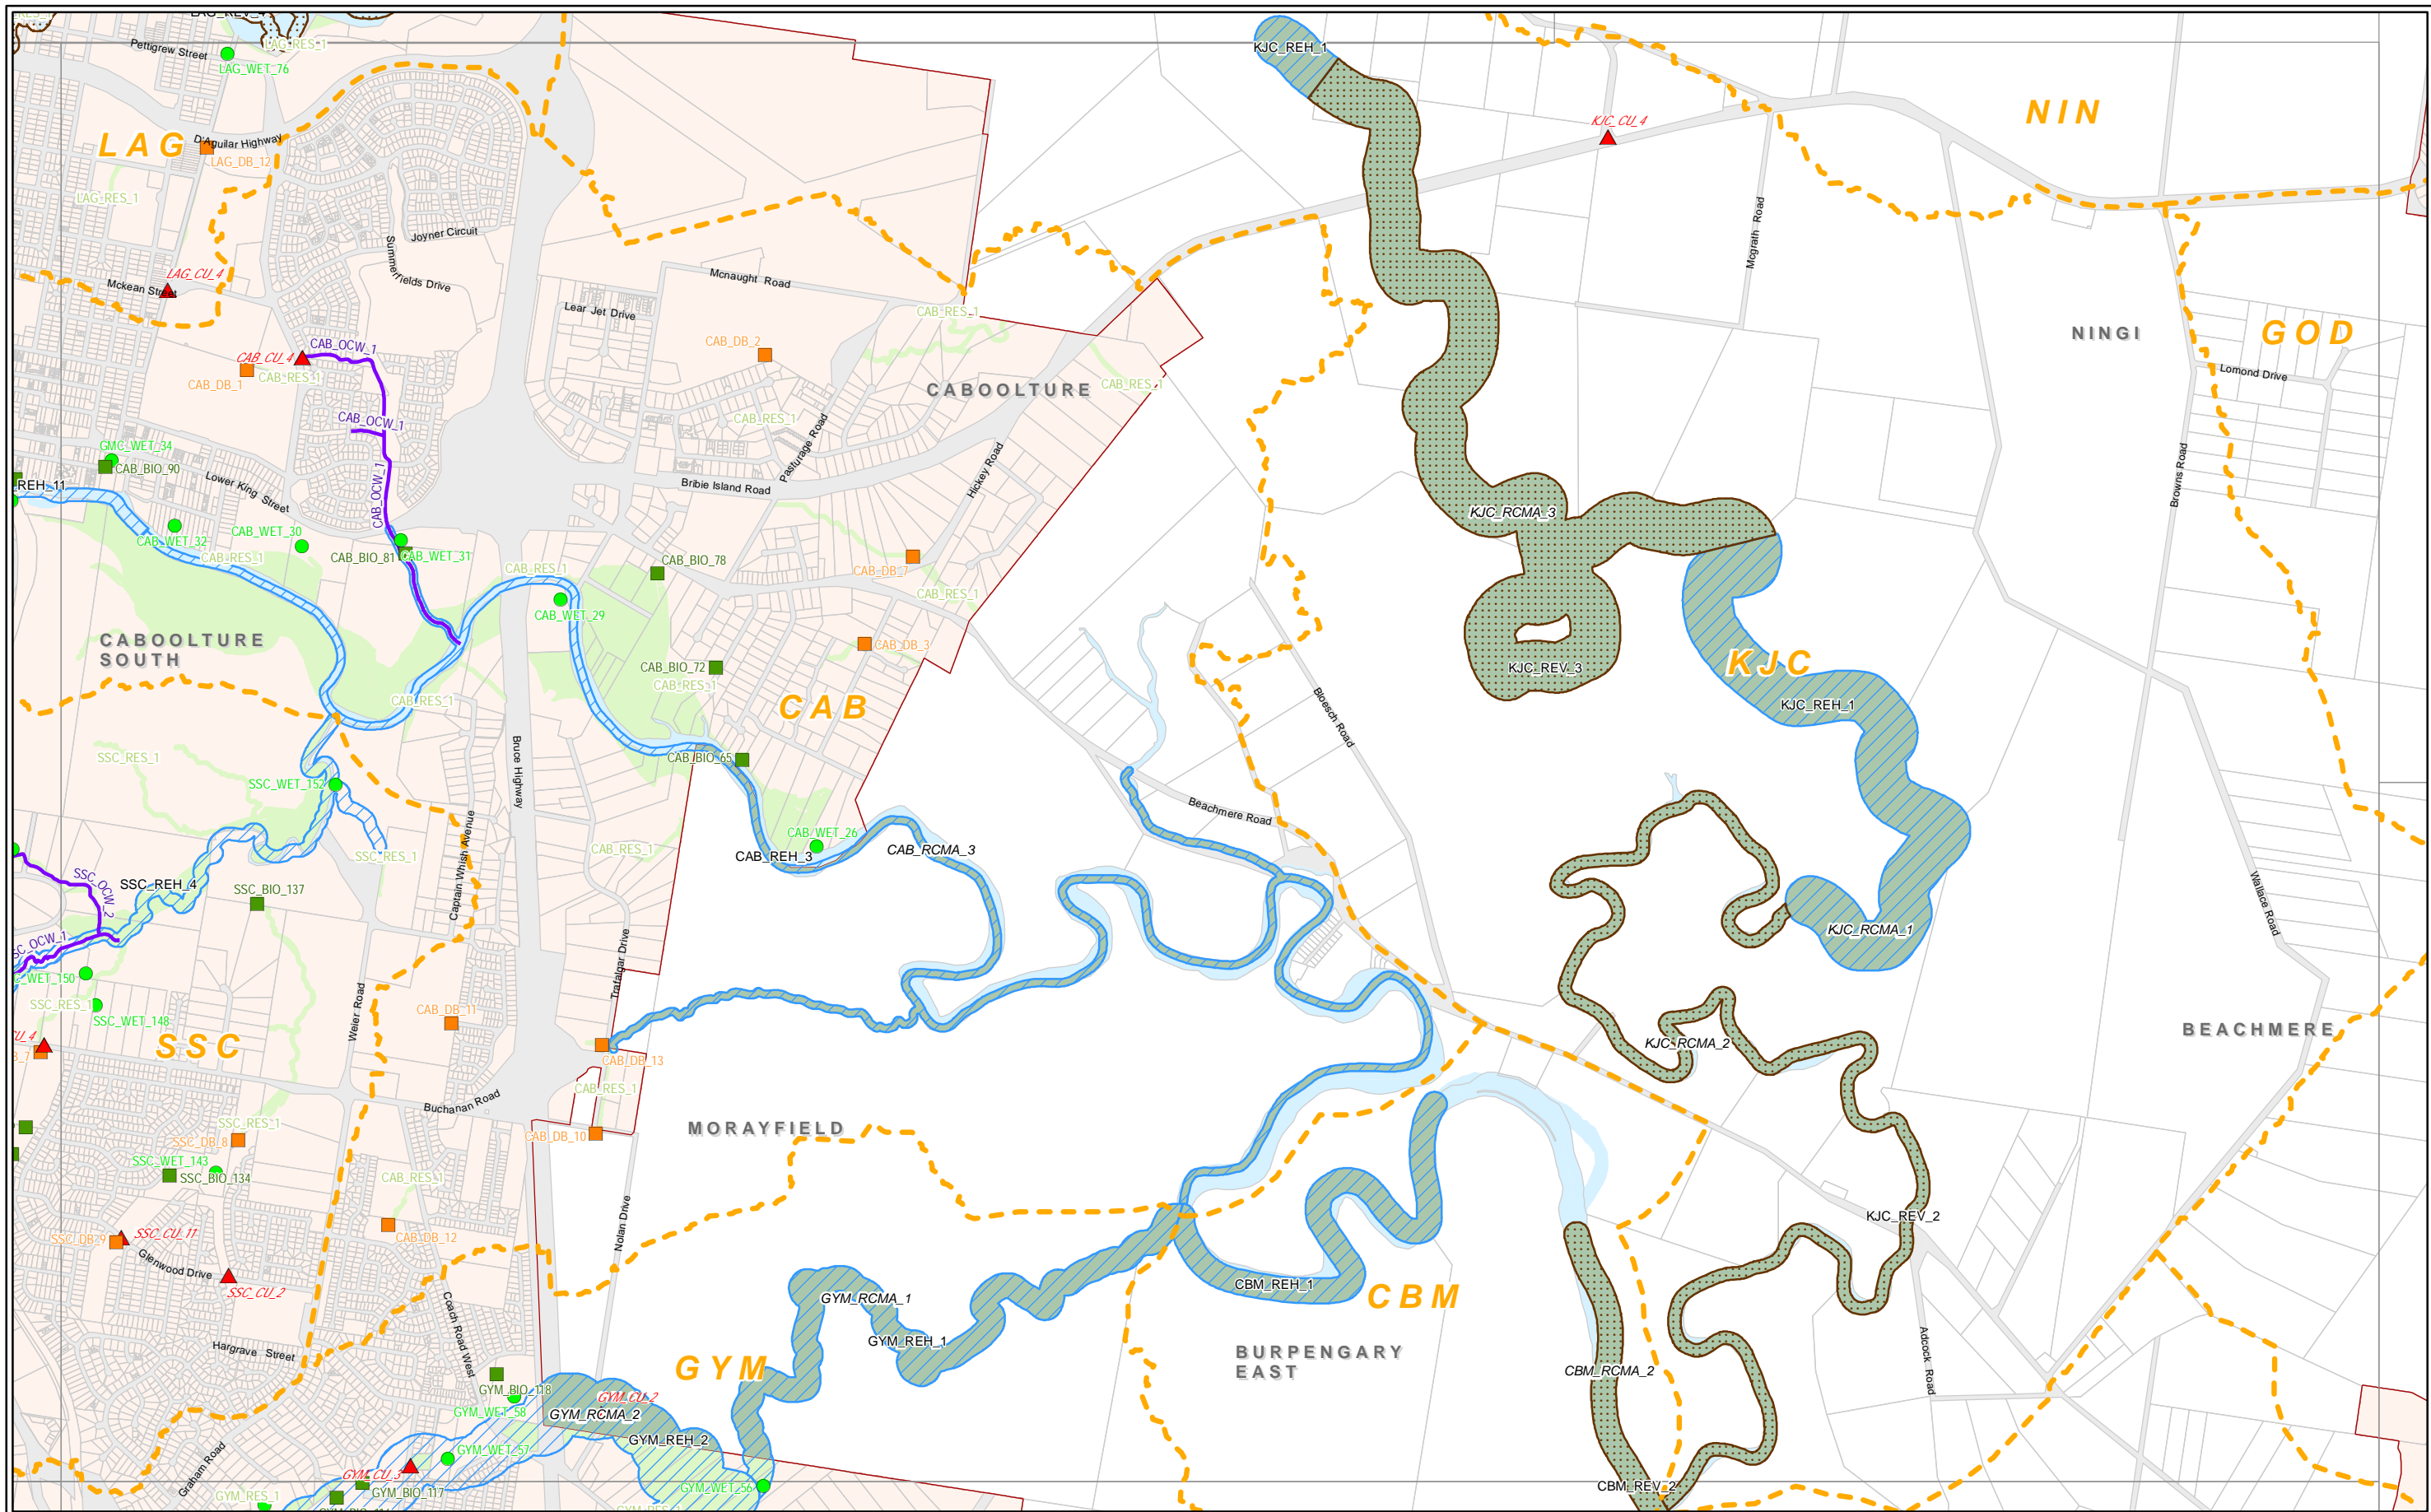 Pettigrew Street
LAG_RES_1
LAG_WET_76
KJC_REH_1
NIN
KJC_CU_4
LAG
D'Aguilar Highway
LAG_DB_12
LAG_RES_1
Joyner Circuit
Summerfields Drive
Mcgrath Road
LAG_CU_4
Mckean Street
Mcnaught Road
Lear Jet Drive
CAB_RES_1
NINGI
GOD
CAB_OCW_1
CAB_CU_4
CAB_DB_1
CAB_RES_1
CAB_DB_2
CABOOLTURE
CAB_RES_1
Lomond Drive
CAB_OCW_1
CAB_RES_1
Pasturage Road
GMC_WET_34
CAB_BIO_90
CAB_OCW_1
Hickey Road
Browns Road
_REH_11
Lower King Street
Bribie Island Road
KJC_RCMA_3
CAB_WET_32
CAB_WET_30
CAB_RES_1
CAB_BIO_81
CAB_WET_31
CAB_RES_1
CAB_BIO_78
CAB_DB_7
CAB_RES_1
CAB_WET_29
CABOOLTURE
SOUTH
CAB_DB_3
CAB_BIO_72
CAB_RES_1
KJC_REV_3
KJC
CAB_RES_1
CAB
Bloesch Road
KJC_REH_1
SSC_RES_1
Bruce Highway
CAB_BIO_65
SSC_WET_152
Beachmere Road
CAB_WET_26
CAB_RES_1
CAB_REH_3
CAB_RCMA_3
SSC_RES_1
Captain Whish Avenue
SSC_OCW_2
SSC_REH_4
SSC_BIO_137
Wallace Road
KJC_RCMA_1
SC_OCW_1
Trafalgar Drive
_WET_150
SSC_RES_1
SSC_WET_148
Weier Road
CAB_DB_11
BEACHMERE
CU_4
SSC
KJC_RCMA_2
CAB_DB_13
CAB_RES_1
Buchanan Road
MORAYFIELD
SSC_RES_1
CAB_DB_10
SSC_DB_8
SSC_WET_143
SSC_BIO_134
CAB_RES_1
Nolan Drive
KJC_REV_2
SSC_CU_11
SSC_DB_9
CAB_DB_12
Glenwood Drive
SSC_CU_2
CBM_REH_1
CBM
GYM_RCMA_1
Coach Road West
GYM_REH_1
Hargrave Street
BURPENGARY
EAST
Adcock Road
GYM
CBM_RCMA_2
GYM_BIO_118
GYM_CU_2
GYM_WET_58
GYM_RCMA_2
GYM_REH_2
GYM_WET_57
Graham Road
GYM_CU_3
GYM_BIO_117
GYM_WET_56
CBM_REV_2
GYM_RES_1